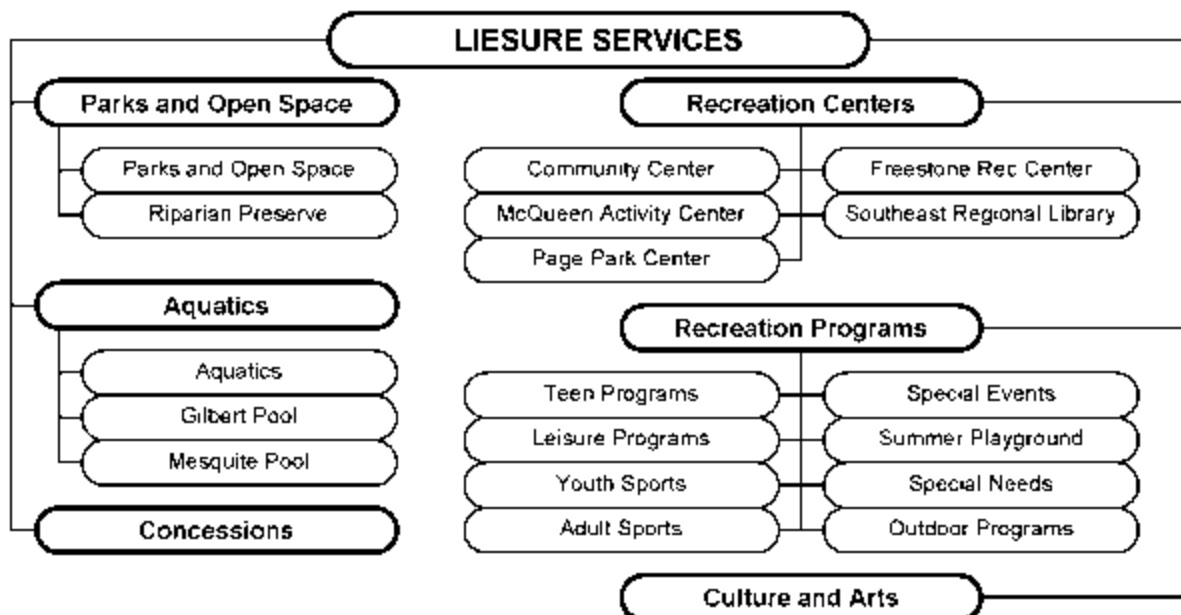 LIESURE SERVICES
Parks and Open Space
Parks and Open Space
Riparian Preserve
Aquatics
Aquatics
Gilbert Pool
Mesquite Pool
Concessions
Recreation Centers
Community Center
Freestone Rec Center
McQueen Activity Center
Southeast Regional Library
Page Park Center
Recreation Programs
Teen Programs
Special Events
Leisure Programs
Summer Playground
Youth Sports
Special Needs
Adult Sports
Outdoor Programs
Culture and Arts